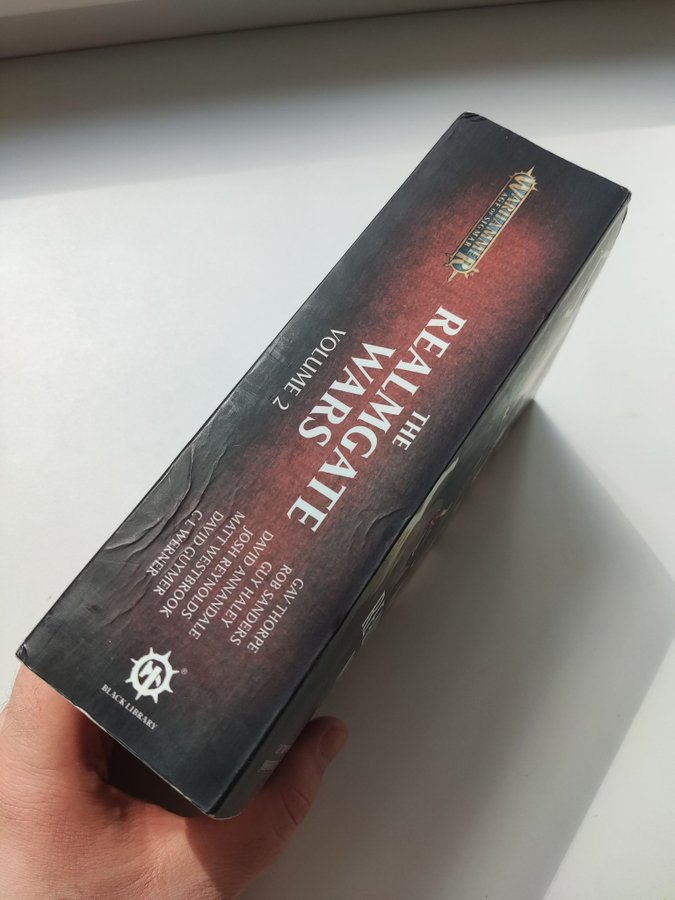 WARHAMMER
AGE OF SIGMAR
THE
REALMGATE
WARS
VOLUME 2
GAV THORPE
ROB SANDERS
GUY HALEY
DAVID ANNANDALE
JOSH REYNOLDS
MATT WESTBROOK
DAVID GUYMER
C L WERNER
®
BLACK LIBRARY